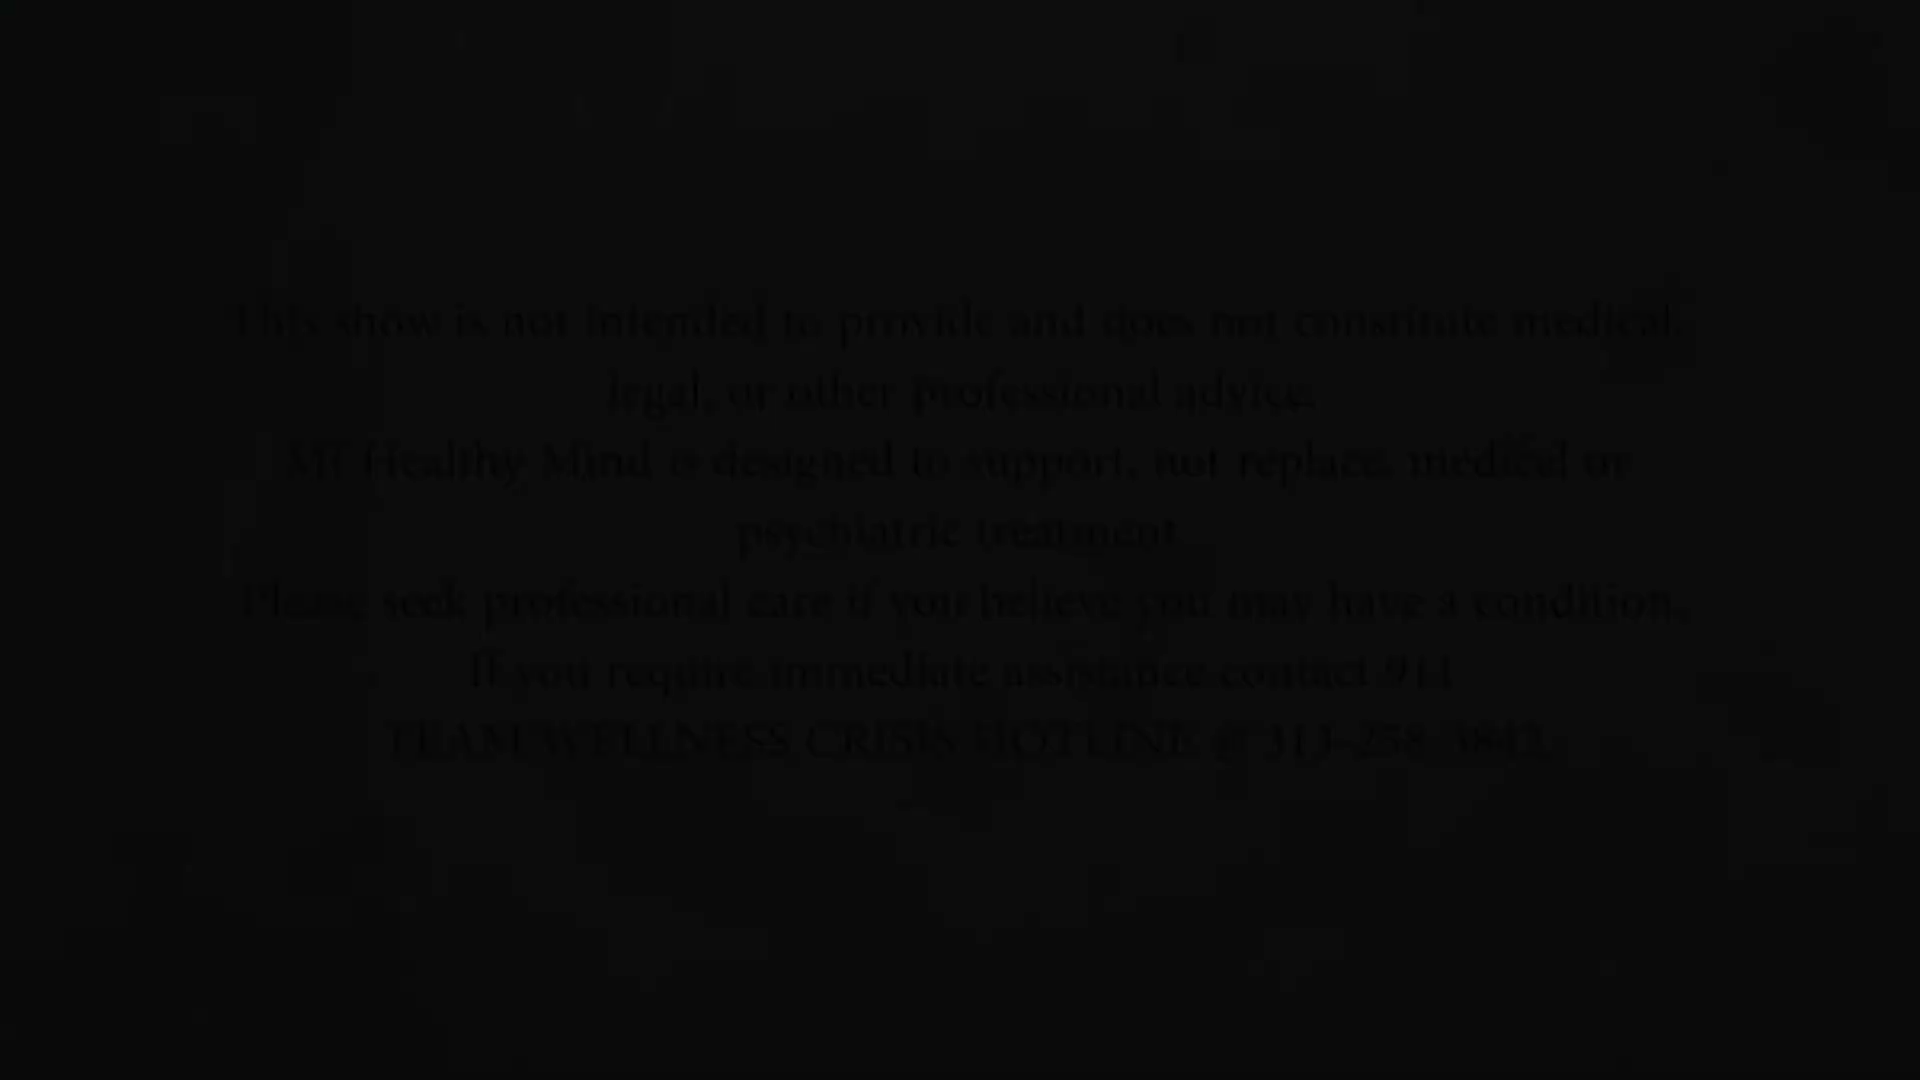 This show is not intended to provide and does not constitute medical,
legal, or other professional advice.
MI Healthy Mind is designed to support, not replace, medical or
psychiatric treatment.
Please seek professional care if you believe you may have a condition.
If you require immediate assistance contact 911
TEAM WELLNESS CRISIS HOTLINE @